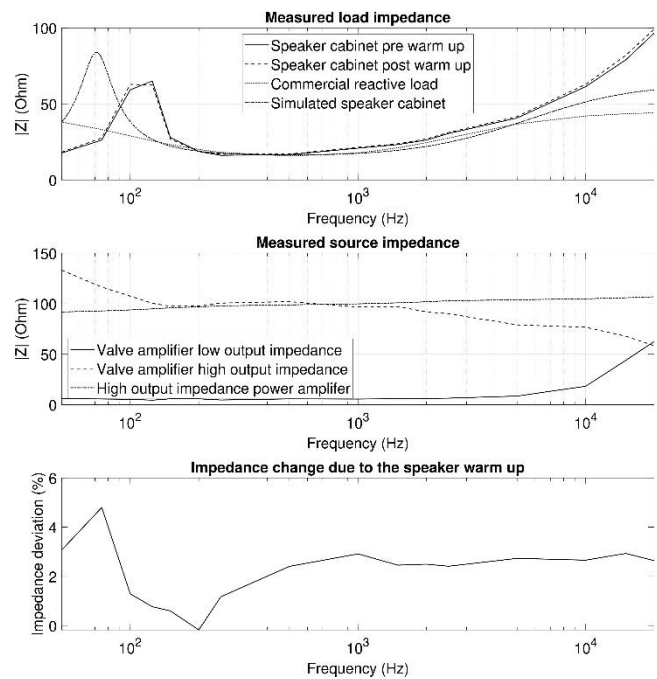 Measured load impedance
100
50
0
|Z| (Ohm)
Speaker cabinet pre warm up
Speaker cabinet post warm up
Commercial reactive load
Simulated speaker cabinet
10²
10³
10⁴
Frequency (Hz)
Measured source impedance
150
100
50
0
|Z| (Ohm)
Valve amplifier low output impedance
Valve amplifier high output impedance
High output impedance power amplifer
10²
10³
10⁴
Frequency (Hz)
Impedance change due to the speaker warm up
6
4
2
0
Impedance deviation (%)
10²
10³
10⁴
Frequency (Hz)